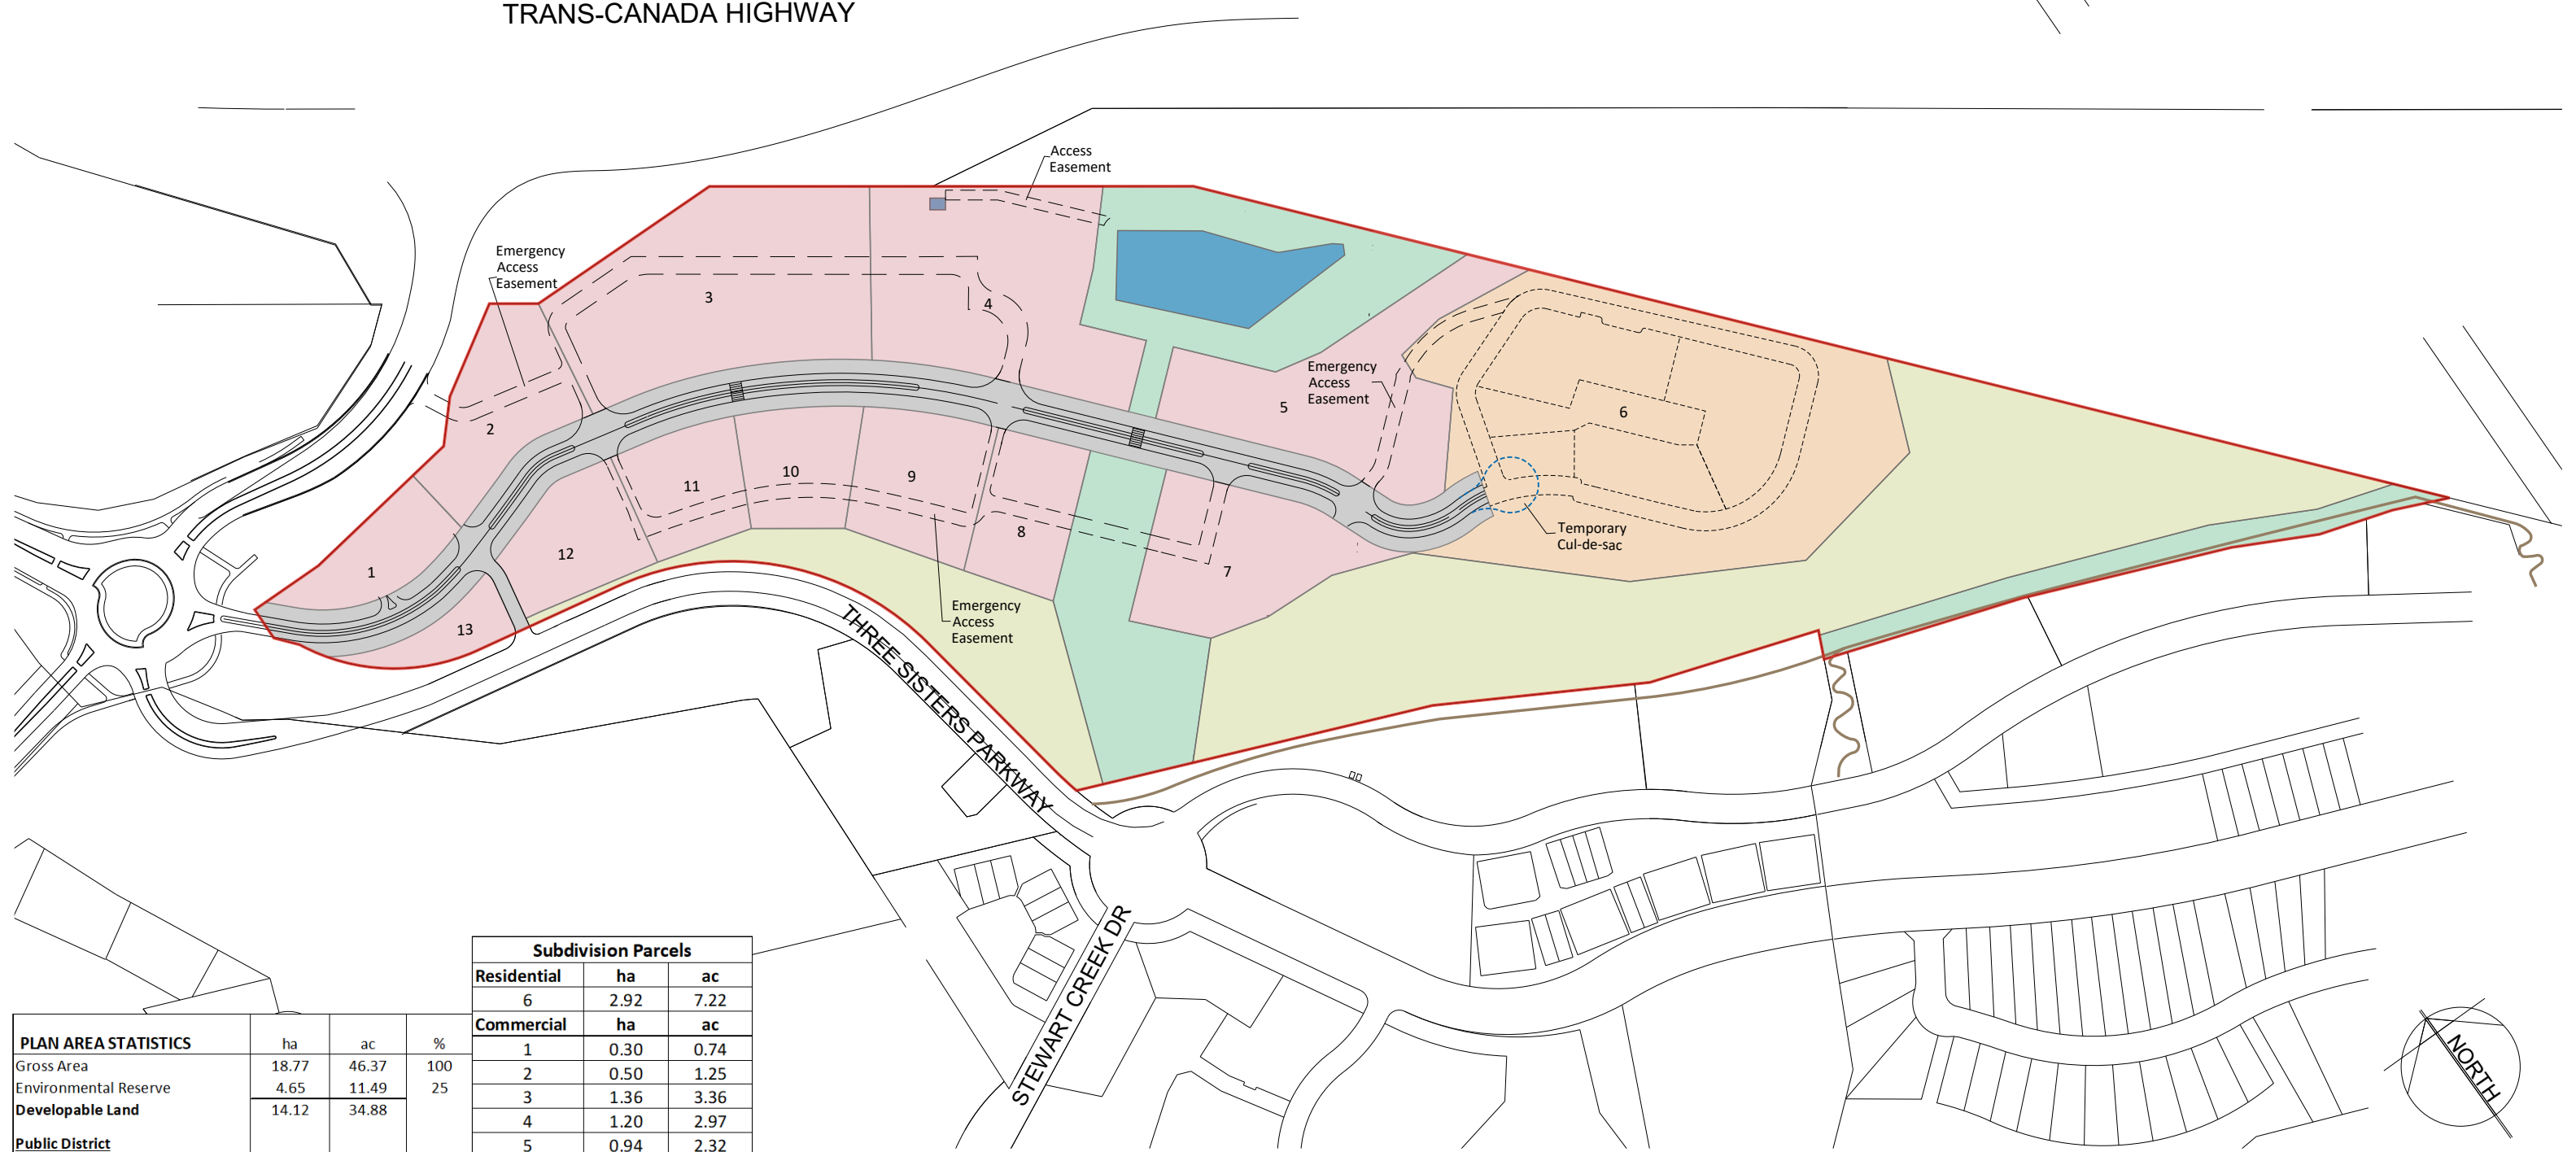 TRANS-CANADA HIGHWAY
Access
Easement
Emergency
Access
Easement
3
4
2
Emergency
Access
Easement
5
6
11
10
9
8
7
12
1
13
Temporary
Cul-de-sac
Emergency
Access
Easement
THREE SISTERS PARKWAY
STEWART CREEK DR
NORTH
Subdivision Parcels
Residential ha ac
6 2.92 7.22
Commercial ha ac
1 0.30 0.74
2 0.50 1.25
3 1.36 3.36
4 1.20 2.97
5 0.94 2.32
PLAN AREA STATISTICS ha ac %
Gross Area 18.77 46.37 100
Environmental Reserve 4.65 11.49 25
Developable Land 14.12 34.88
Public District